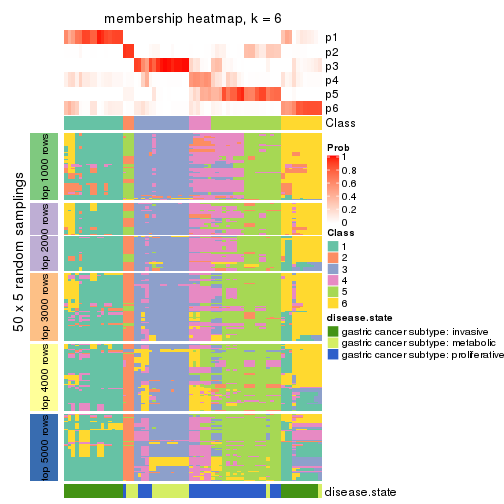 membership heatmap, k = 6
p1
p2
p3
p4
p5
p6
Class
50 x 5 random samplings
top 1000 rows
top 2000 rows
top 3000 rows
top 4000 rows
top 5000 rows
Prob
1
0.8
0.6
0.4
0.2
0
Class
1
2
3
4
5
6
disease.state
gastric cancer subtype: invasive
gastric cancer subtype: metabolic
gastric cancer subtype: proliferative
disease.state